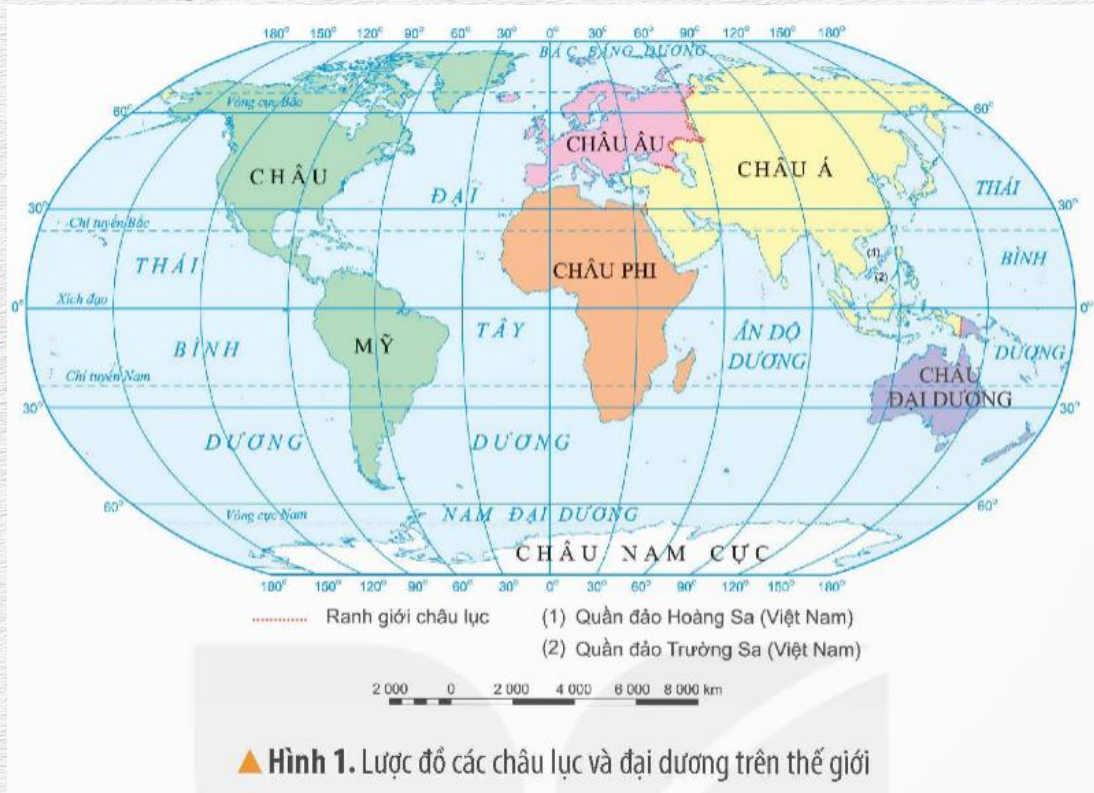 180° 150° 120° 90° 60° 30° 0° 30° 60° 90° 120° 150° 180°
BẮC BĂNG DƯƠNG
Vòng cực Bắc
60° 60°
CHÂU ÂU
CHÂU
CHÂU Á
ĐẠI
THÁI
30° 30°
Chí tuyến Bắc
(1)
THÁI
CHÂU PHI
BÌNH
(2)
Xích đạo
0° 0°
TÂY
ẤN ĐỘ
DƯƠNG
BÌNH
MỸ
DƯƠNG
Chí tuyến Nam
CHÂU
ĐẠI DƯƠNG
30° 30°
DƯƠNG
DƯƠNG
60° 60°
Vòng cực Nam
NAM ĐẠI DƯƠNG
CHÂU NAM CỰC
180° 150° 120° 90° 60° 30° 0° 30° 60° 90° 120° 150° 180°
Ranh giới châu lục
(1) Quần đảo Hoàng Sa (Việt Nam)
(2) Quần đảo Trường Sa (Việt Nam)
2 000 0 2 000 4 000 6 000 8 000 km
▲ Hình 1. Lược đồ các châu lục và đại dương trên thế giới